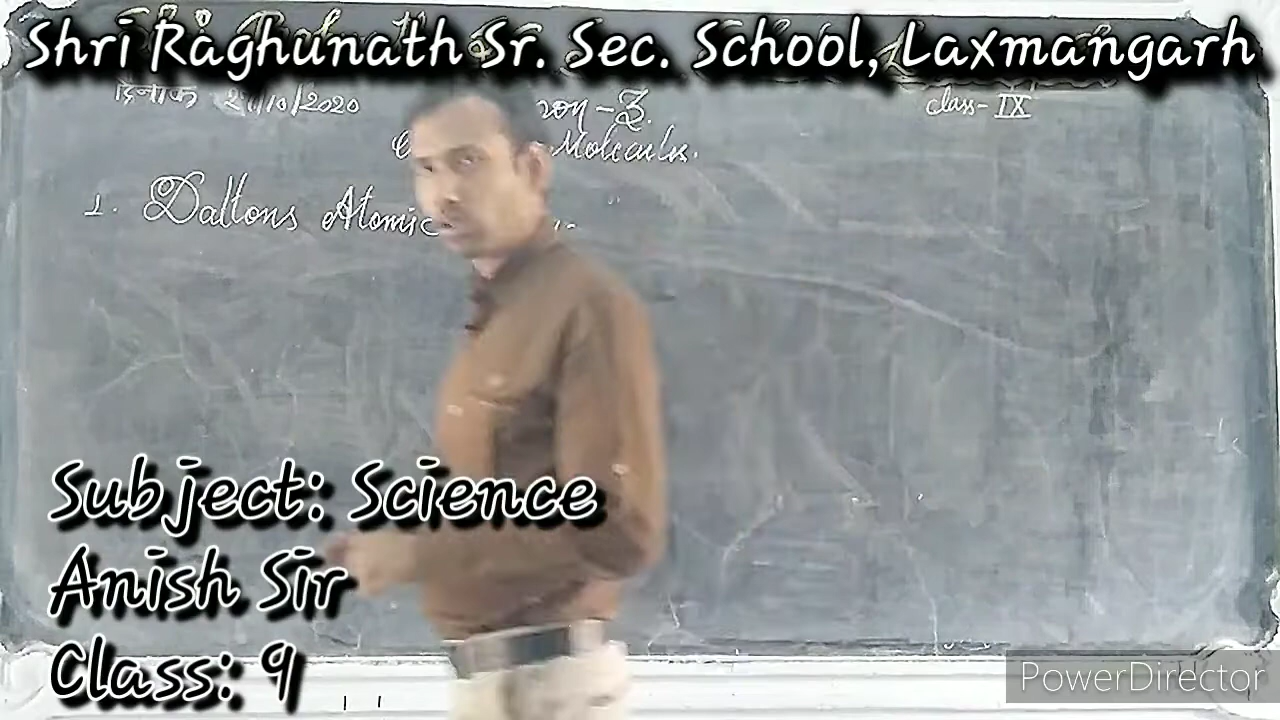 Shri Raghunath Sr. Sec. School, Laxmangarh
दिनांक /10/2020 class-IX
Molecules.
1. Daltons Atomic
Subject: Science
Anish Sir
Class: 9
PowerDirector